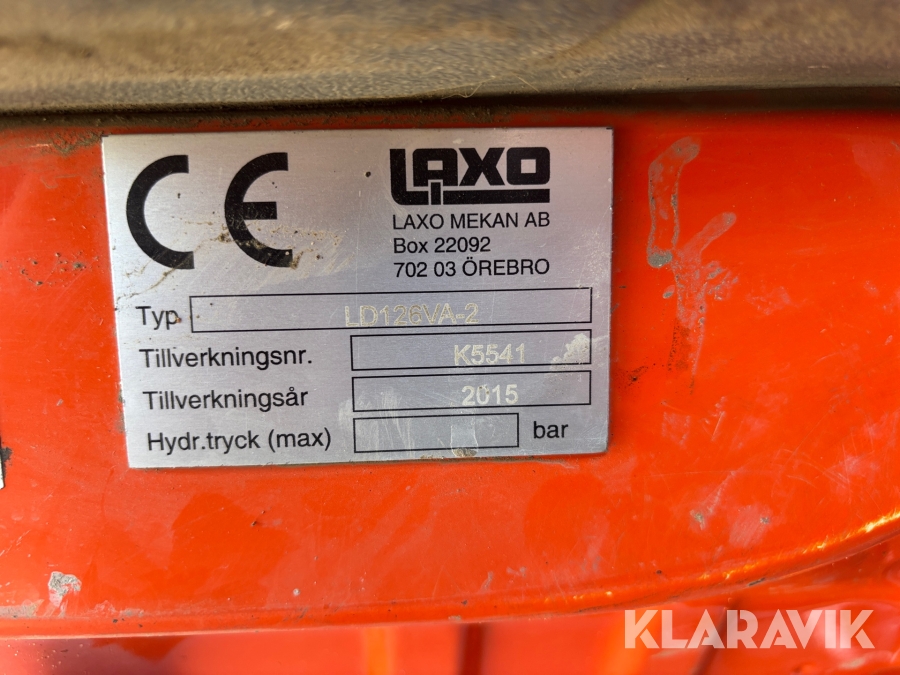 CE
LAXO
LAXO MEKAN AB
Box 22092
702 03 ÖREBRO
Typ LD126VA-2
Tillverkningsnr. K5541
Tillverkningsår 2015
Hydr.tryck (max) bar
KLARAVIK